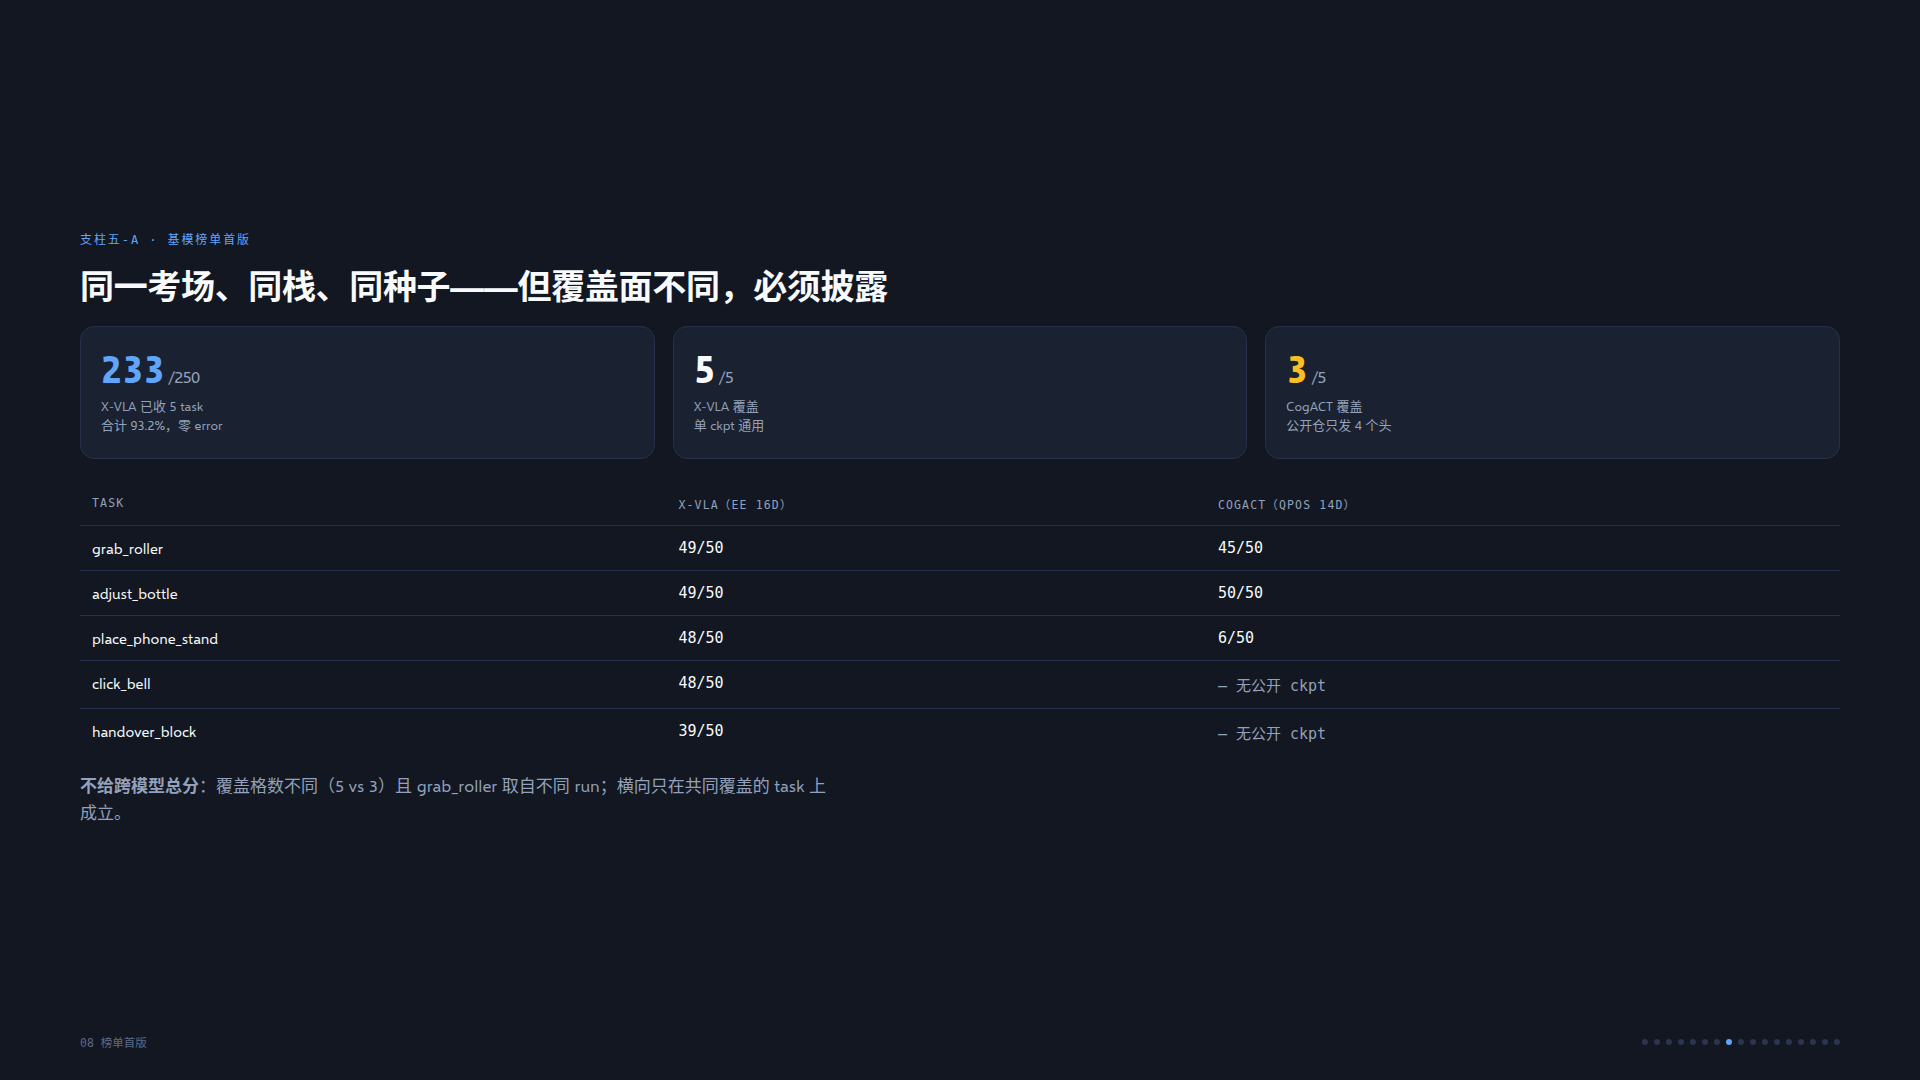 支柱五-A · 基模榜单首版
同一考场、同栈、同种子——但覆盖面不同，必须披露
233 /250
X-VLA 已收 5 task
合计 93.2%，零 error
5 /5
X-VLA 覆盖
单 ckpt 通用
3 /5
CogACT 覆盖
公开仓只发 4 个头
TASK X-VLA（EE 16D） COGACT（QPOS 14D）
grab_roller 49/50 45/50
adjust_bottle 49/50 50/50
place_phone_stand 48/50 6/50
click_bell 48/50 — 无公开 ckpt
handover_block 39/50 — 无公开 ckpt
不给跨模型总分：覆盖格数不同（5 vs 3）且 grab_roller 取自不同 run；横向只在共同覆盖的 task 上
成立。
08 榜单首版